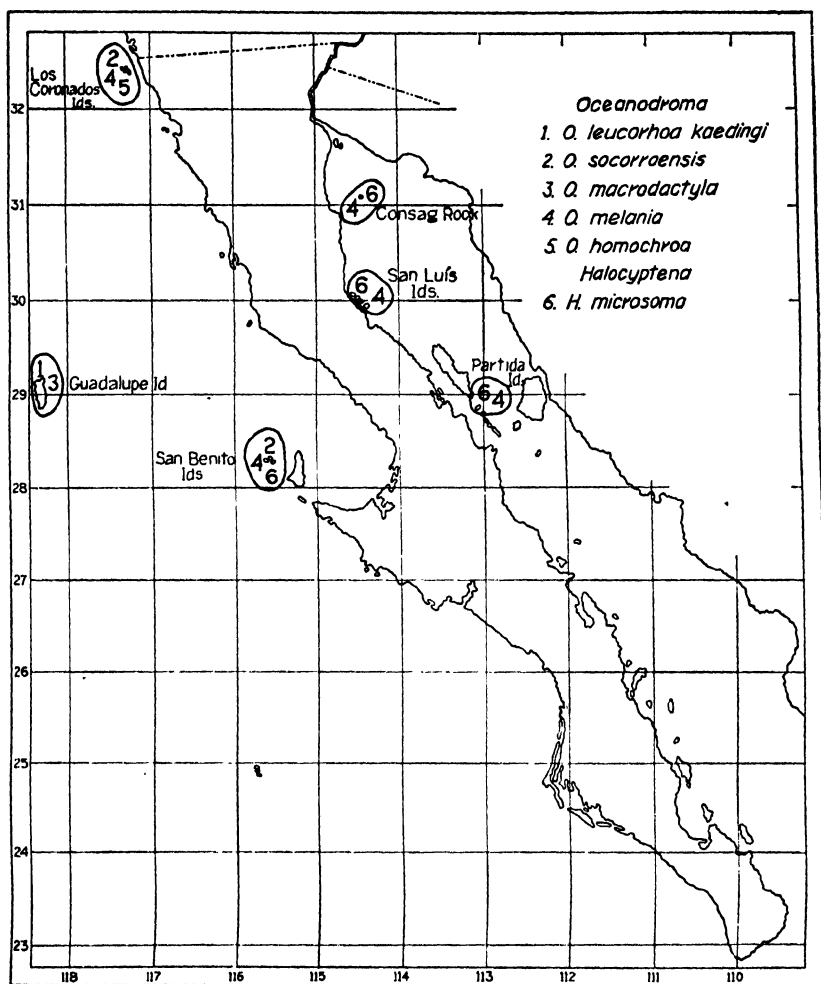 2
4
5
Los
Coronados
Ids.
32
Oceanodroma
1. O. leucorhoa kaedingi
2. O. socorroensis
3. O. macrodactyla
4. O. melania
5. O. homochroa
Halocyptena
6. H. microsoma
31
4 6
Consag Rock
30
6
4
San Luís
Ids.
29
1
3
Guadalupe Id
Partida
Id.
6 4
28
San Benito
Ids
2
4
6
27
26
25
24
23
118 117 116 115 114 113 112 111 110